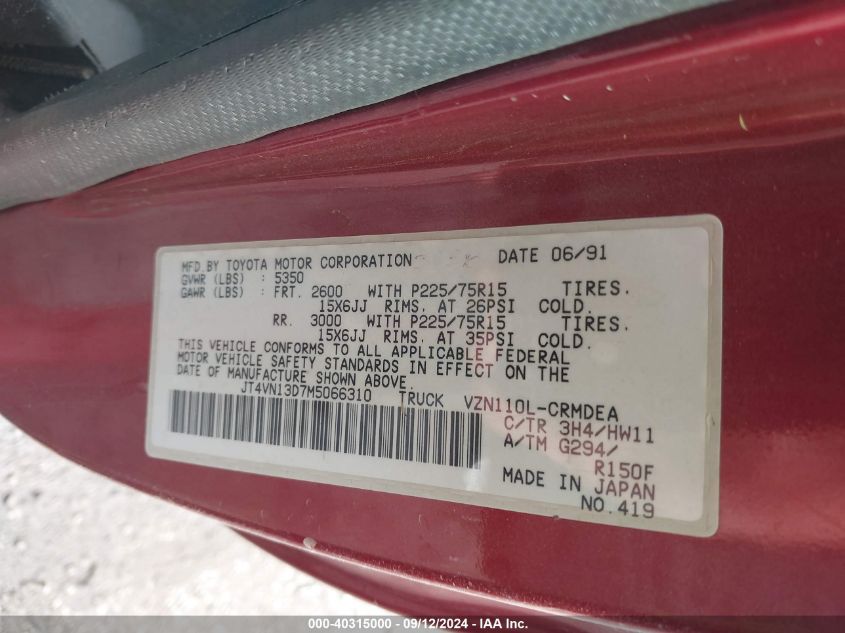 MFD.BY TOYOTA MOTOR CORPORATION DATE 06/91
GVWR (LBS) : 5350
GAWR (LBS) : FRT. 2600 WITH P225/75R15 TIRES.
15X6JJ RIMS, AT 26PSI COLD.
RR. 3000 WITH P225/75R15 TIRES.
15X6JJ RIMS, AT 35PSI COLD.
THIS VEHICLE CONFORMS TO ALL APPLICABLE FEDERAL
MOTOR VEHICLE SAFETY STANDARDS IN EFFECT ON THE
DATE OF MANUFACTURE SHOWN ABOVE.
JT4VN13D7M5066310 TRUCK VZN110L-CRMDEA
C/TR 3H4/HW11
A/TM G294/
R150F
MADE IN JAPAN
NO.419
000-40315000 - 09/12/2024 - IAA Inc.